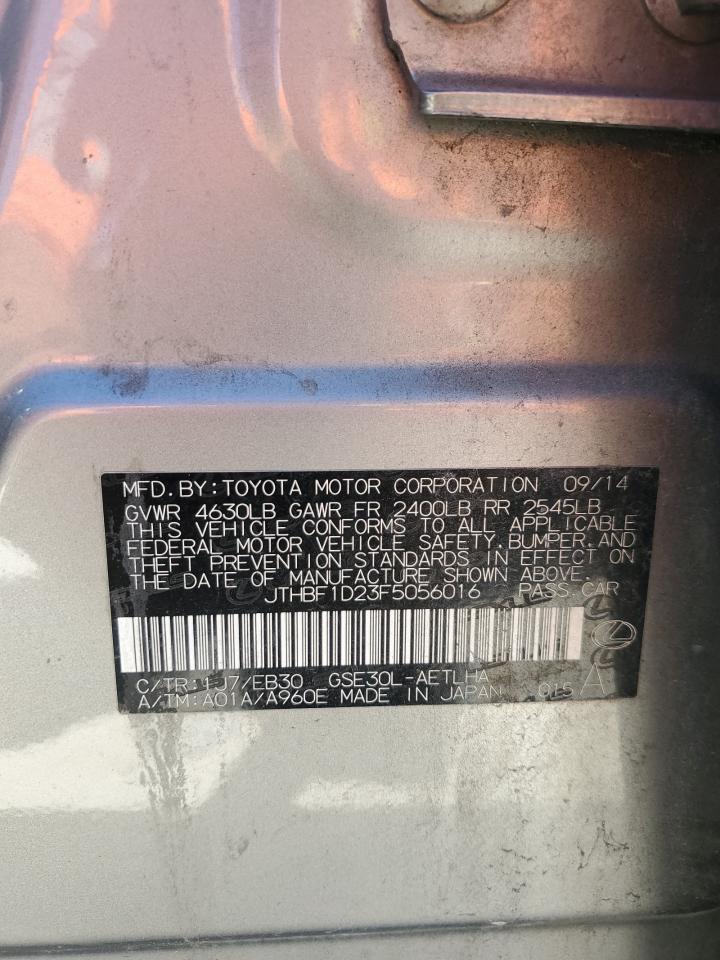 MFD.BY:TOYOTA MOTOR CORPORATION 09/14
GVWR 4630LB GAWR FR 2400LB RR 2545LB
THIS VEHICLE CONFORMS TO ALL APPLICABLE
FEDERAL MOTOR VEHICLE SAFETY, BUMPER, AND
THEFT PREVENTION STANDARDS IN EFFECT ON
THE DATE OF MANUFACTURE SHOWN ABOVE.
JTHBF1D23F5056016 PASS.CAR
C/TR:1J7/EB30 GSE30L-AETLHA
A/TM:A01A/A960E MADE IN JAPAN 015 A